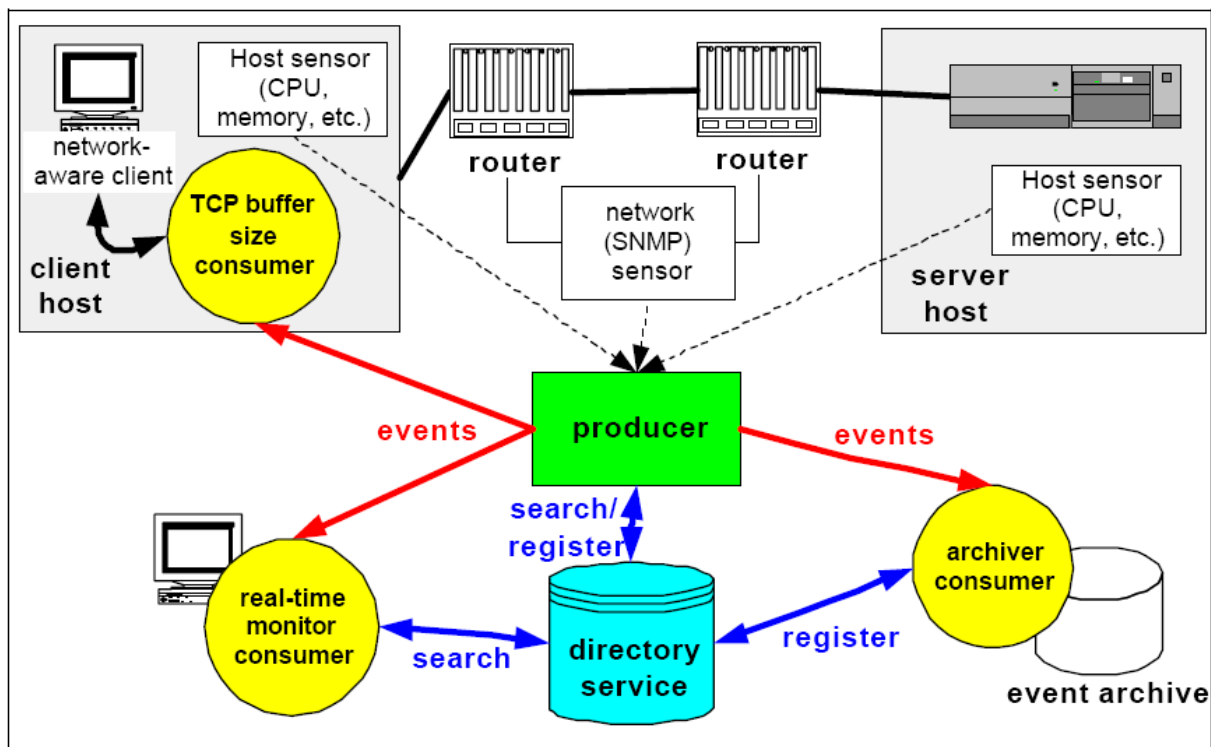 Host sensor
(CPU,
memory, etc.)
network-
aware client
TCP buffer
size
consumer
client
host
router
router
network
(SNMP)
sensor
Host sensor
(CPU,
memory, etc.)
server
host
producer
events
events
search/
register
real-time
monitor
consumer
search
directory
service
register
archiver
consumer
event archive